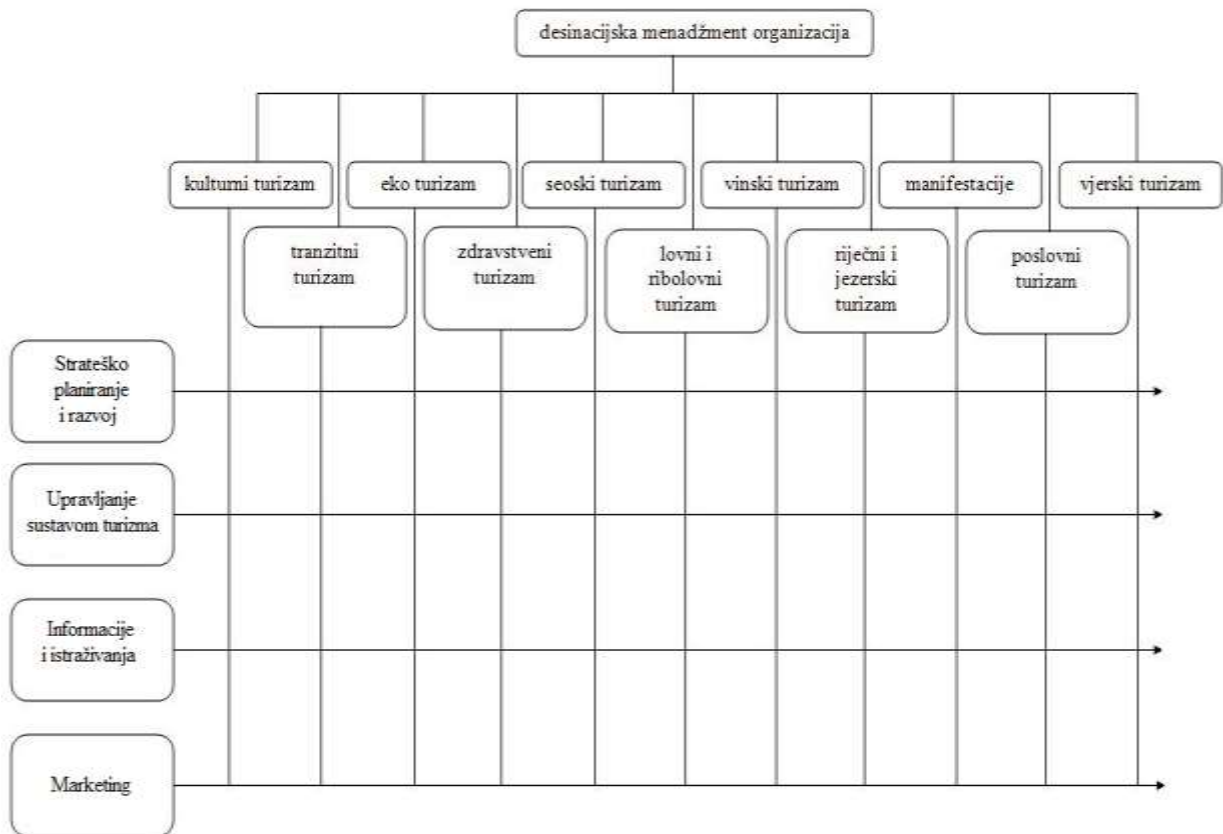 desinacijska menadžment organizacija
kulturni turizam
eko turizam
seoski turizam
vinski turizam
manifestacije
vjerski turizam
tranzitni
turizam
zdravstveni
turizam
lovni i
ribolovni
turizam
riječni i
jezerski
turizam
poslovni
turizam
Strateško
planiranje
i razvoj
Upravljanje
sustavom turizma
Informacije
i istraživanja
Marketing